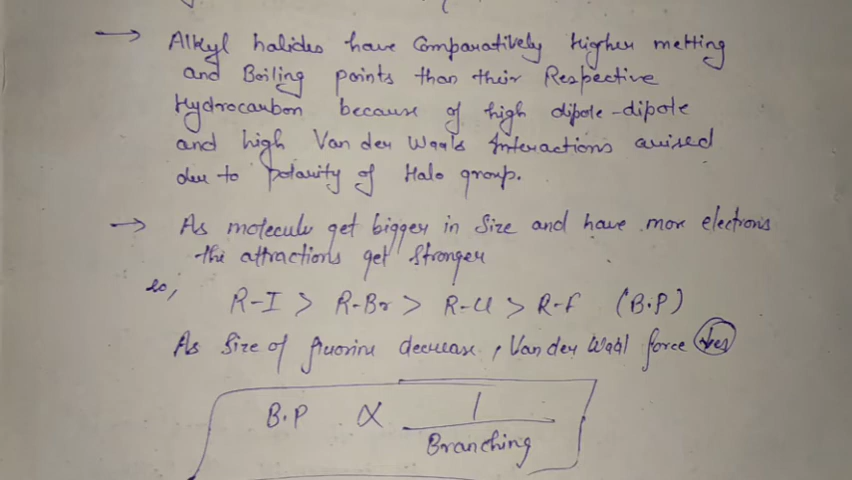 → Alkyl halides have Comparatively Higher melting
and Boiling points than their Respective
Hydrocarbon because of high dipole-dipole
and high Van der Waals Interactions arised
due to polarity of Halo group.
→ As molecule get bigger in size and have more electrons
the attractions get stronger
so,
R-I > R-Br > R-Cl > R-F (B.P)
As size of fluorine decrease, Van der Waal force des
B.P ∝ 1
Branching